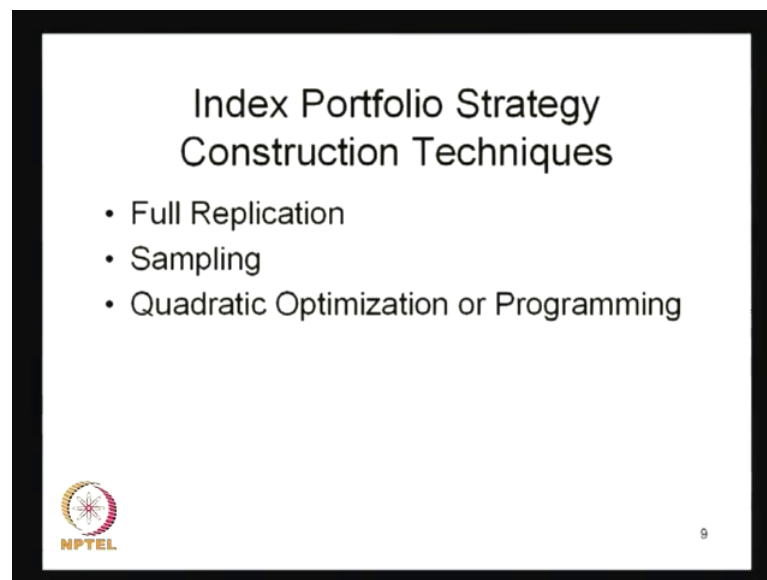 Index Portfolio Strategy
Construction Techniques
• Full Replication
• Sampling
• Quadratic Optimization or Programming
NPTEL
9